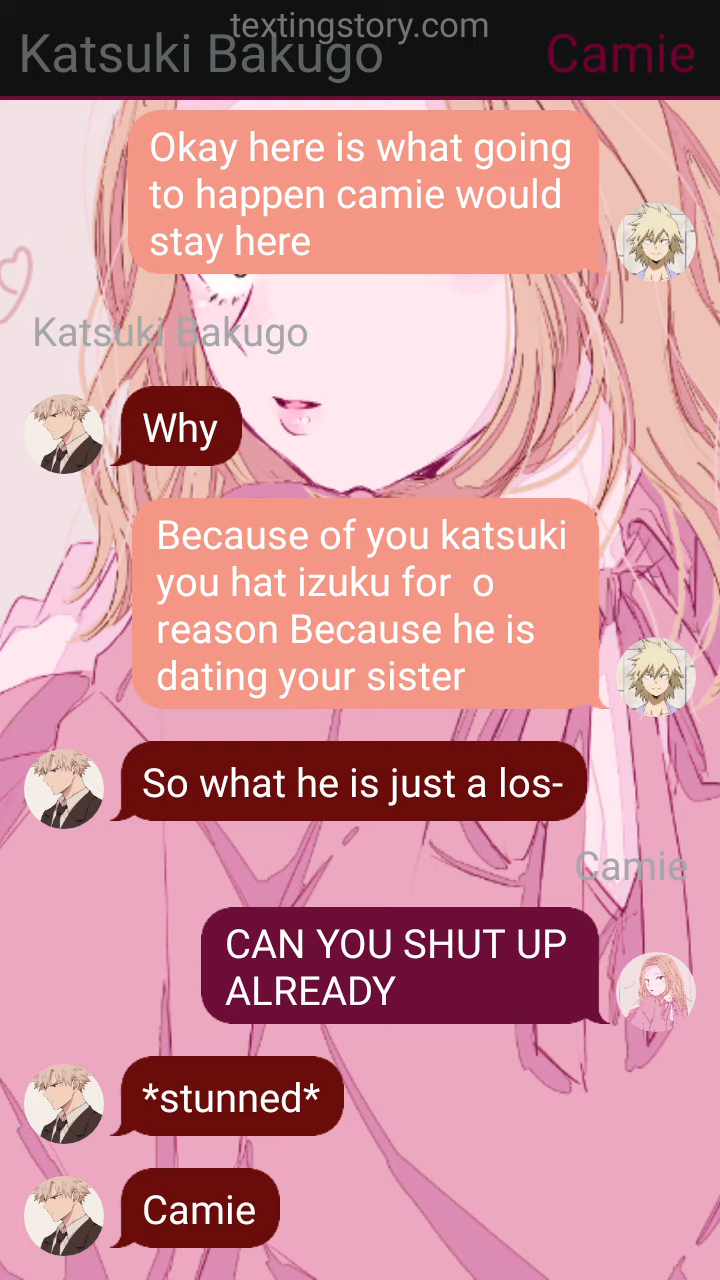 textingstory.com
Katsuki Bakugo
Camie
Okay here is what going
to happen camie would
stay here
Katsuki Bakugo
Why
Because of you katsuki
you hat izuku for  o
reason Because he is
dating your sister
So what he is just a los-
Camie
CAN YOU SHUT UP
ALREADY
*stunned*
Camie